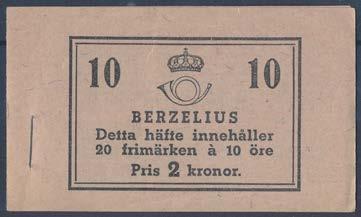 10 10
BERZELIUS
Detta häfte innehåller
20 frimärken à 10 öre
Pris 2 kronor.